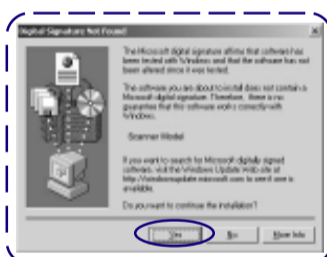 Digital Signature Not Found
The Microsoft digital signature affirms that software has
been tested with Windows and that the software has not
been altered since it was tested.
The software you are about to install does not contain a
Microsoft digital signature. Therefore, there is no
guarantee that this software works correctly with
Windows.
Scanner Model
If you want to search for Microsoft digitally signed
software, visit the Windows Update Web site at
http://windowsupdate.microsoft.com to see if one is
available.
Do you want to continue the installation?
Yes No More Info